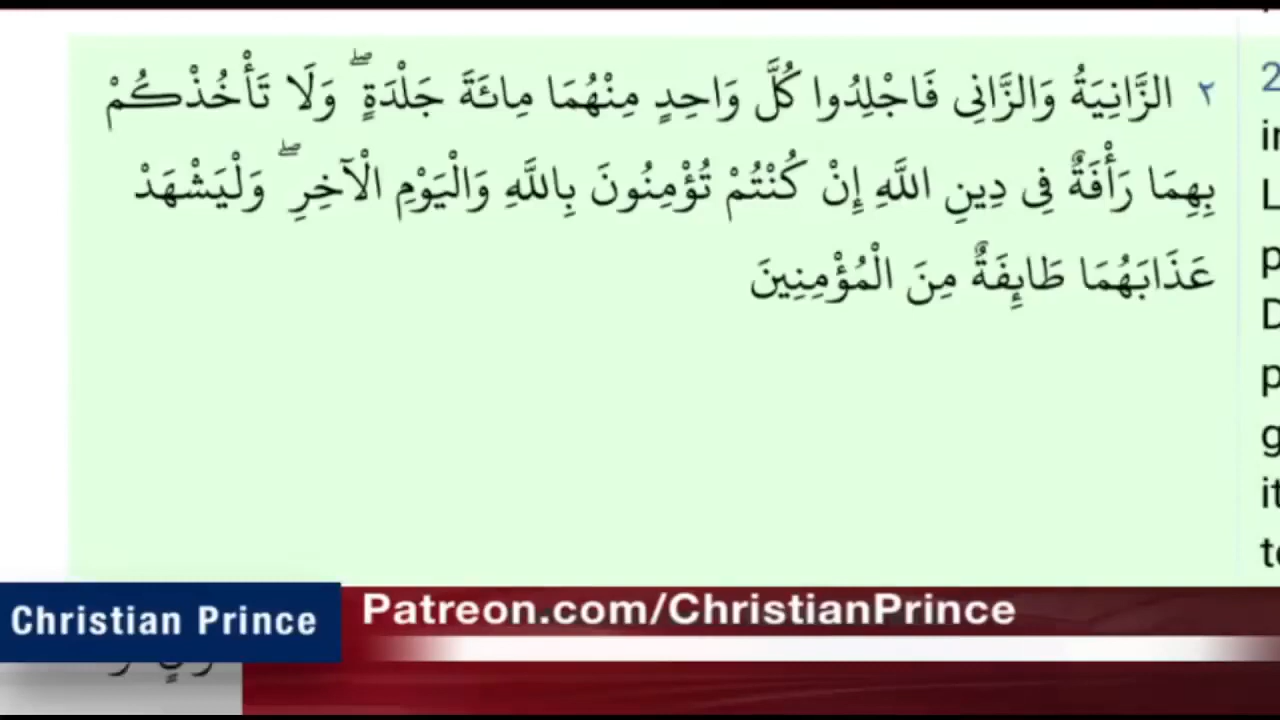 ٢ الزَّانِيَةُ وَالزَّانِى فَاجْلِدُوا كُلَّ وَاحِدٍ مِنْهُمَا مِائَةَ جَلْدَةٍ ۖ وَلَا تَأْخُذْكُمْ
بِهِمَا رَأْفَةٌ فِى دِينِ اللَّهِ إِنْ كُنْتُمْ تُؤْمِنُونَ بِاللَّهِ وَالْيَوْمِ الْآخِرِ ۖ وَلْيَشْهَدْ
عَذَابَهُمَا طَائِفَةٌ مِنَ الْمُؤْمِنِينَ
2
Christian Prince
Patreon.com/ChristianPrince